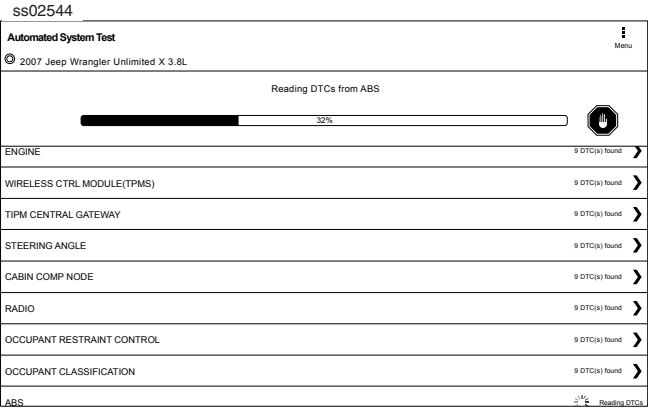 ss02544
Automated System Test
Menu
2007 Jeep Wrangler Unlimited X 3.8L
Reading DTCs from ABS
32%
ENGINE 9 DTC(s) found
WIRELESS CTRL MODULE(TPMS) 9 DTC(s) found
TIPM CENTRAL GATEWAY 9 DTC(s) found
STEERING ANGLE 9 DTC(s) found
CABIN COMP NODE 9 DTC(s) found
RADIO 9 DTC(s) found
OCCUPANT RESTRAINT CONTROL 9 DTC(s) found
OCCUPANT CLASSIFICATION 9 DTC(s) found
ABS Reading DTCs